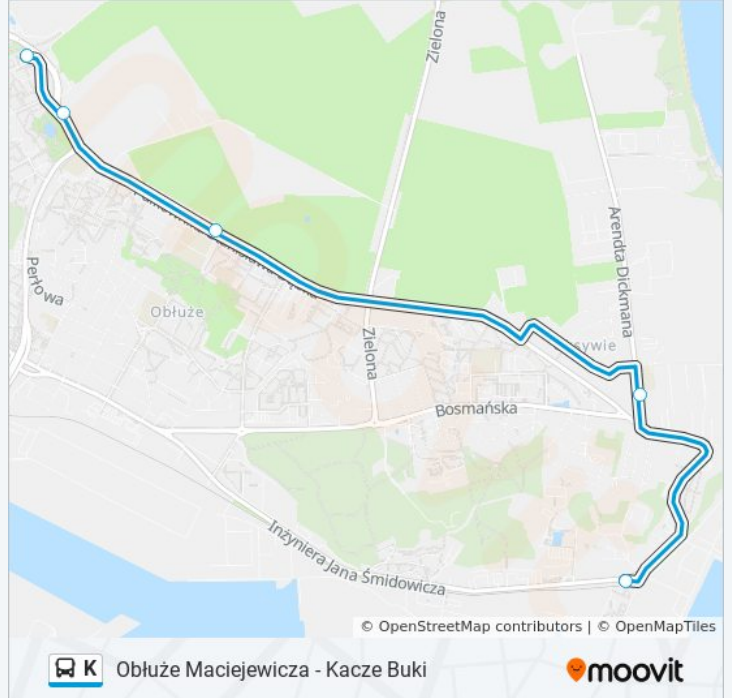 Zielona
Arendta Dickmana
Perłowa
Obłuże
Zielona
Bosmańska
Inżyniera Jana Śmidowicza
© OpenStreetMap contributors | © OpenMapTiles
K Obłuże Maciejewicza - Kacze Buki
moovit